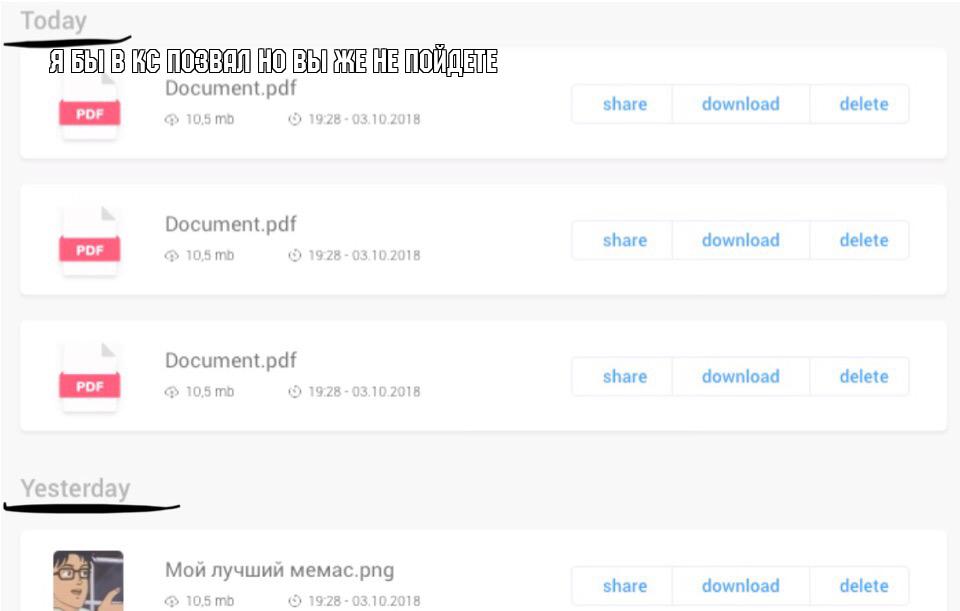 Today
Я БЫ В КС ПОЗВАЛ НО ВЫ ЖЕ НЕ ПОЙДЕТЕ
Document.pdf
PDF
10,5 mb 19:28 - 03.10.2018
share download delete
Document.pdf
PDF
10,5 mb 19:28 - 03.10.2018
share download delete
Document.pdf
PDF
10,5 mb 19:28 - 03.10.2018
share download delete
Yesterday
Мой лучший мемас.png
10,5 mb 19:28 - 03.10.2018
share download delete